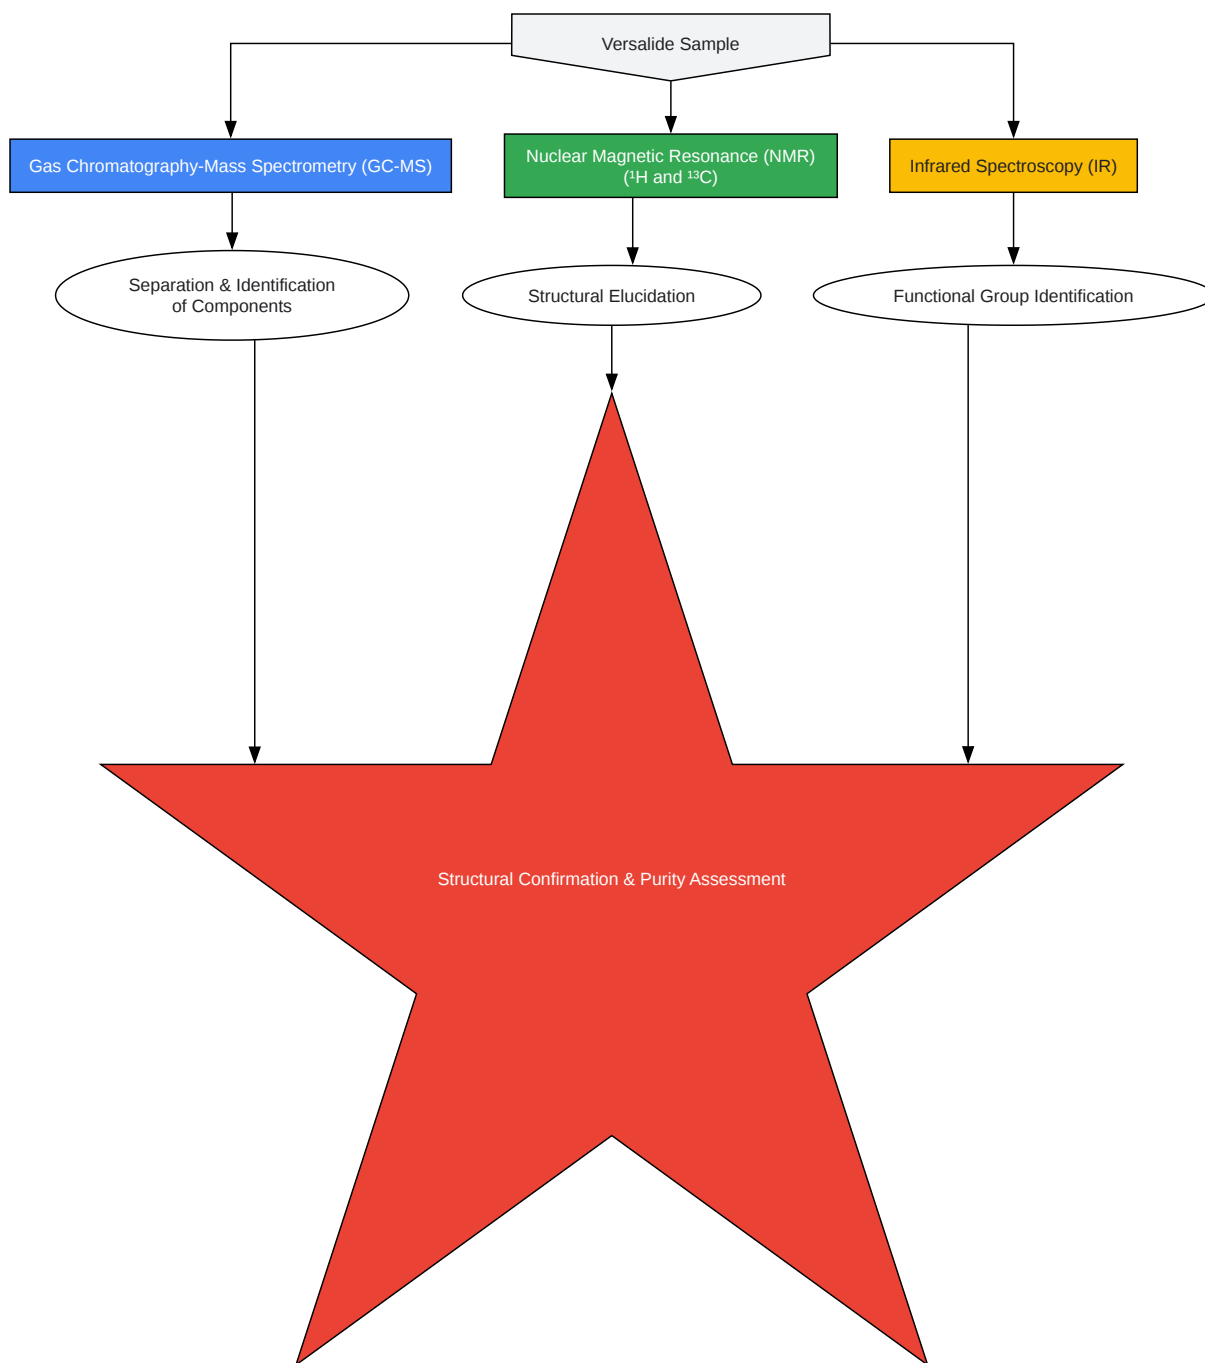 Versalide Sample
Gas Chromatography-Mass Spectrometry (GC-MS)
Nuclear Magnetic Resonance (NMR)
(¹H and ¹³C)
Infrared Spectroscopy (IR)
Separation & Identification
of Components
Structural Elucidation
Functional Group Identification
Structural Confirmation & Purity Assessment